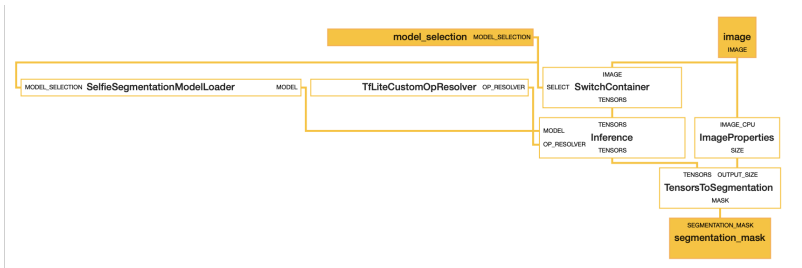 model_selection MODEL_SELECTION
image
IMAGE
MODEL_SELECTION SelfieSegmentationModelLoader MODEL
TfLiteCustomOpResolver OP_RESOLVER
IMAGE
SELECT SwitchContainer
TENSORS
TENSORS
MODEL
Inference
OP_RESOLVER
TENSORS
IMAGE_CPU
ImageProperties
SIZE
TENSORS OUTPUT_SIZE
TensorsToSegmentation
MASK
SEGMENTATION_MASK
segmentation_mask